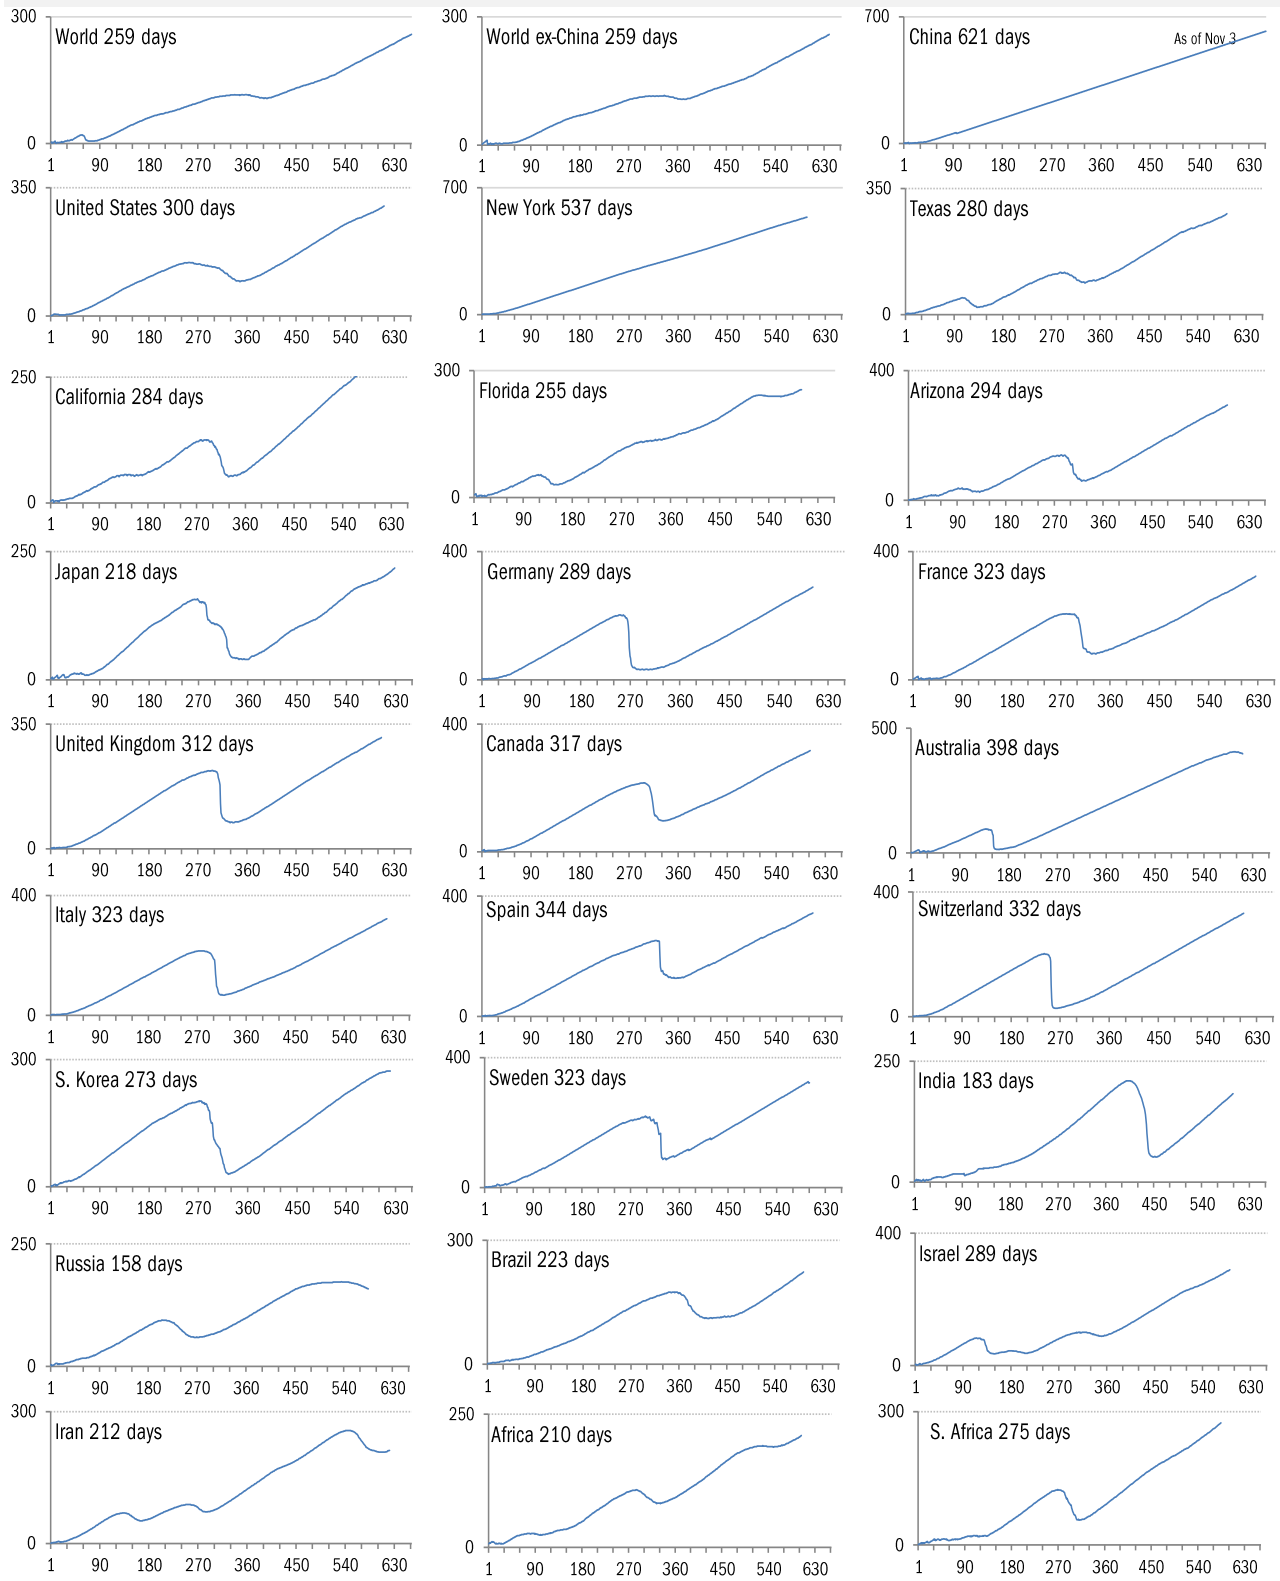 300
World 259 days
0
1 90 180 270 360 450 540 630
300
World ex-China 259 days
0
1 90 180 270 360 450 540 630
700
China 621 days
As of Nov 3
0
1 90 180 270 360 450 540 630
350
United States 300 days
0
1 90 180 270 360 450 540 630
700
New York 537 days
0
1 90 180 270 360 450 540 630
350
Texas 280 days
0
1 90 180 270 360 450 540 630
250
California 284 days
0
1 90 180 270 360 450 540 630
300
Florida 255 days
0
1 90 180 270 360 450 540 630
400
Arizona 294 days
0
1 90 180 270 360 450 540 630
250
Japan 218 days
0
1 90 180 270 360 450 540 630
400
Germany 289 days
0
1 90 180 270 360 450 540 630
400
France 323 days
0
1 90 180 270 360 450 540 630
350
United Kingdom 312 days
0
1 90 180 270 360 450 540 630
400
Canada 317 days
0
1 90 180 270 360 450 540 630
500
Australia 398 days
0
1 90 180 270 360 450 540 630
400
Italy 323 days
0
1 90 180 270 360 450 540 630
400
Spain 344 days
0
1 90 180 270 360 450 540 630
400
Switzerland 332 days
0
1 90 180 270 360 450 540 630
300
S. Korea 273 days
0
1 90 180 270 360 450 540 630
400
Sweden 323 days
0
1 90 180 270 360 450 540 630
250
India 183 days
0
1 90 180 270 360 450 540 630
250
Russia 158 days
0
1 90 180 270 360 450 540 630
300
Brazil 223 days
0
1 90 180 270 360 450 540 630
400
Israel 289 days
0
1 90 180 270 360 450 540 630
300
Iran 212 days
0
1 90 180 270 360 450 540 630
250
Africa 210 days
0
1 90 180 270 360 450 540 630
300
S. Africa 275 days
0
1 90 180 270 360 450 540 630